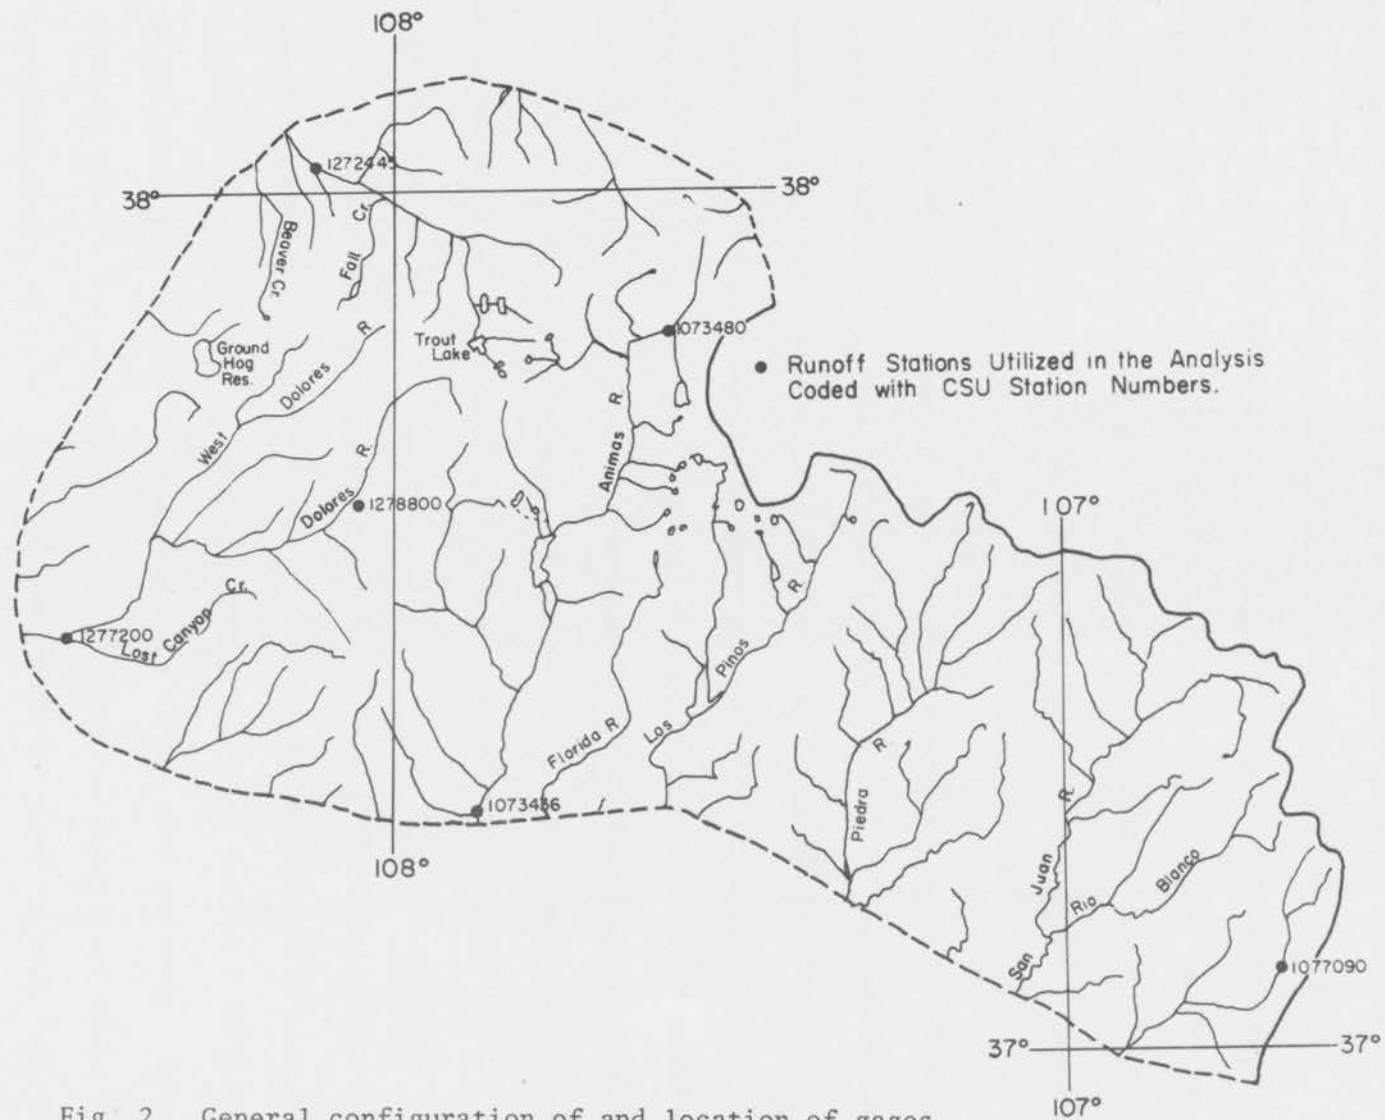 108°
1272445
38°
38°
Beaver Cr.
Fall Cr.
Ground
Hog
Res.
West Dolores R
Trout
Lake
1073480
● Runoff Stations Utilized in the Analysis
Coded with CSU Station Numbers.
Animas R
Dolores R.
1278800
107°
Lost Canyon Cr.
1277200
Los Pinos R.
Florida R
1073436
108°
Piedra R
San Juan R.
Rio Blanco
1077090
37°
37°
107°
Fig. 2. General configuration of and location of gages